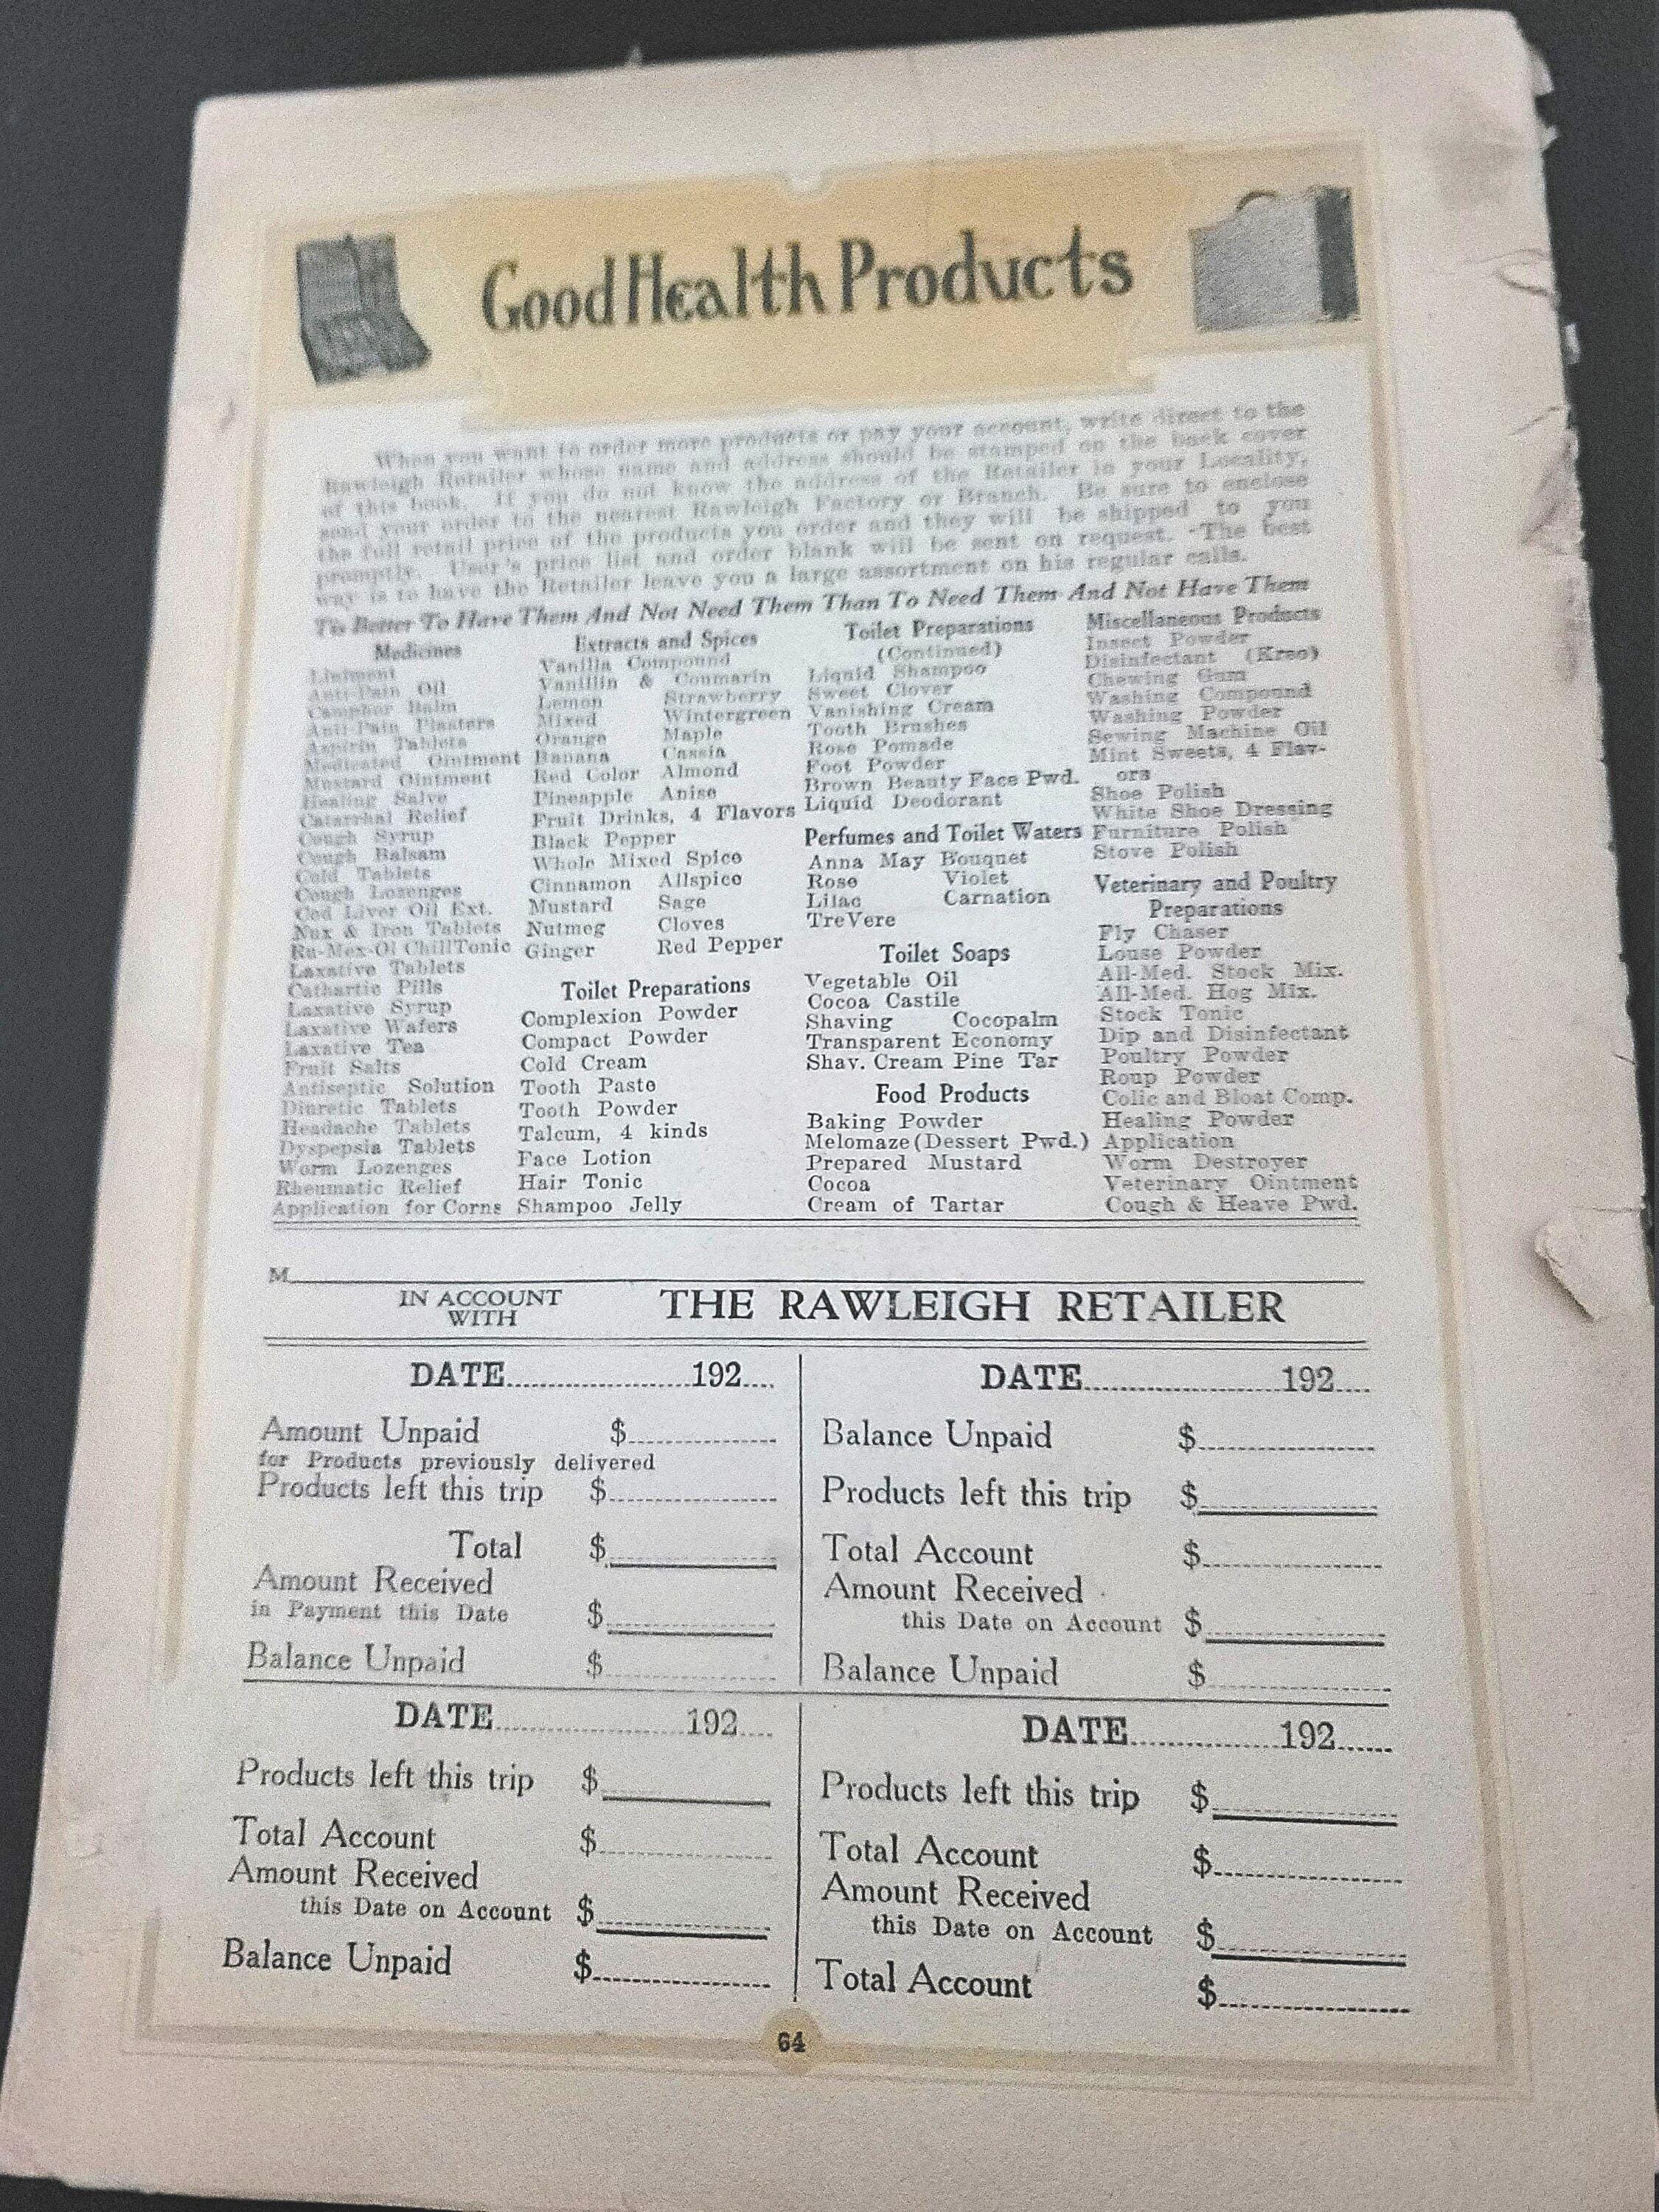 Good Health Products
When you want to order more products or pay your account, write direct to the
Rawleigh Retailer whose name and address should be stamped on the back cover
of this book. If you do not know the address of the Retailer in your Locality,
send your order to the nearest Rawleigh Factory or Branch. Be sure to enclose
the full retail price of the products you order and they will be shipped to you
promptly. User's price list and order blank will be sent on request. The best
way is to have the Retailer leave you a large assortment on his regular calls.
'Tis Better To Have Them And Not Need Them Than To Need Them And Not Have Them
Medicines
Liniment
Anti-Pain Oil
Camphor Balm
Anti-Pain Plasters
Aspirin Tablets
Medicated Ointment
Mustard Ointment
Healing Salve
Catarrhal Relief
Cough Syrup
Cough Balsam
Cold Tablets
Cough Lozenges
Cod Liver Oil Ext.
Nux & Iron Tablets
Ru-Mex-Ol Chill Tonic
Laxative Tablets
Cathartic Pills
Laxative Syrup
Laxative Wafers
Laxative Tea
Fruit Salts
Antiseptic Solution
Diuretic Tablets
Headache Tablets
Dyspepsia Tablets
Worm Lozenges
Rheumatic Relief
Application for Corns
Extracts and Spices
Vanilla Compound
Vanillin & Coumarin
Lemon Strawberry
Mixed Wintergreen
Orange Maple
Banana Cassia
Red Color Almond
Pineapple Anise
Fruit Drinks, 4 Flavors
Black Pepper
Whole Mixed Spice
Cinnamon Allspice
Mustard Sage
Nutmeg Cloves
Ginger Red Pepper
Toilet Preparations
Complexion Powder
Compact Powder
Cold Cream
Tooth Paste
Tooth Powder
Talcum, 4 kinds
Face Lotion
Hair Tonic
Shampoo Jelly
Toilet Preparations
(Continued)
Liquid Shampoo
Sweet Clover
Vanishing Cream
Tooth Brushes
Rose Pomade
Foot Powder
Brown Beauty Face Pwd.
Liquid Deodorant
Perfumes and Toilet Waters
Anna May Bouquet
Rose Violet
Lilac Carnation
TreVere
Toilet Soaps
Vegetable Oil
Cocoa Castile
Shaving Cocopalm
Transparent Economy
Shav. Cream Pine Tar
Food Products
Baking Powder
Melomaze (Dessert Pwd.)
Prepared Mustard
Cocoa
Cream of Tartar
Miscellaneous Products
Insect Powder
Disinfectant (Kreo)
Chewing Gum
Washing Compound
Washing Powder
Sewing Machine Oil
Mint Sweets, 4 Flav-
ors
Shoe Polish
White Shoe Dressing
Furniture Polish
Stove Polish
Veterinary and Poultry
Preparations
Fly Chaser
Louse Powder
All-Med. Stock Mix.
All-Med. Hog Mix.
Stock Tonic
Dip and Disinfectant
Poultry Powder
Roup Powder
Colic and Bloat Comp.
Healing Powder
Application
Worm Destroyer
Veterinary Ointment
Cough & Heave Pwd.
M
IN ACCOUNT
WITH
THE RAWLEIGH RETAILER
DATE 192
Amount Unpaid $
for Products previously delivered
Products left this trip $
Total $
Amount Received
in Payment this Date $
Balance Unpaid $
DATE 192
Balance Unpaid $
Products left this trip $
Total Account $
Amount Received
this Date on Account $
Balance Unpaid $
DATE 192
Products left this trip $
Total Account $
Amount Received
this Date on Account $
Balance Unpaid $
DATE 192
Products left this trip $
Total Account $
Amount Received
this Date on Account $
Total Account $
64